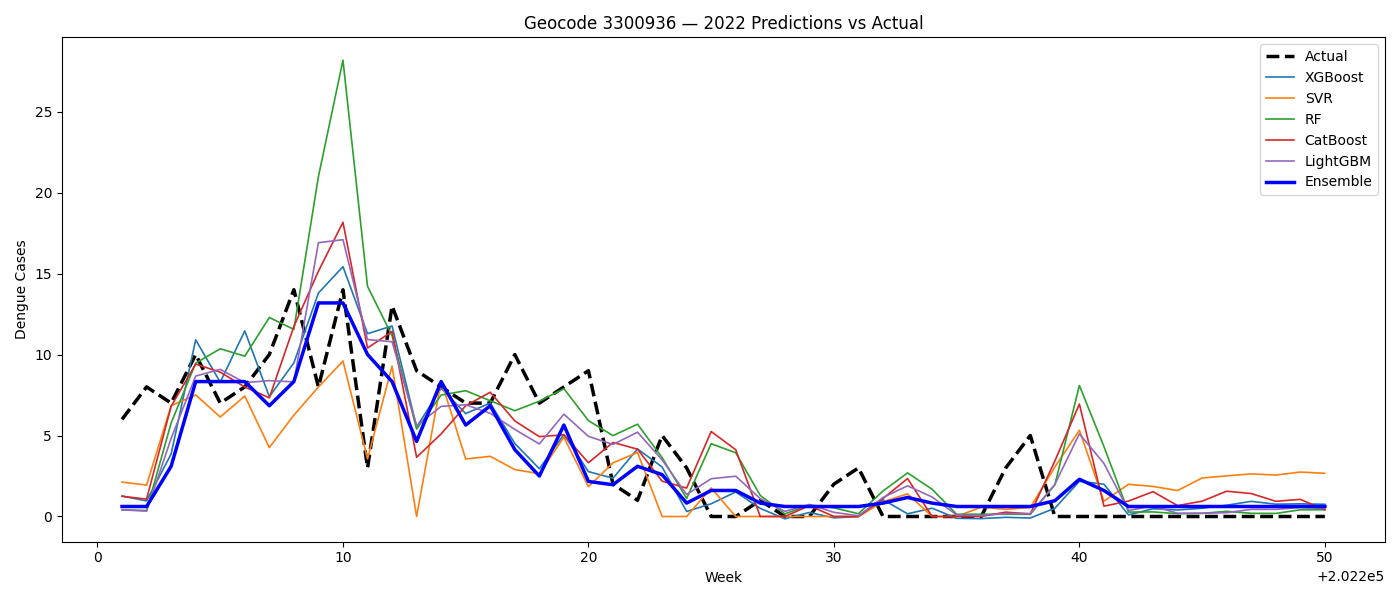 Geocode 3300936 — 2022 Predictions vs Actual
Actual
XGBoost
SVR
RF
CatBoost
LightGBM
Ensemble
Dengue Cases
25
20
15
10
5
0
0 10 20 30 40 50
Week
+2.022e5